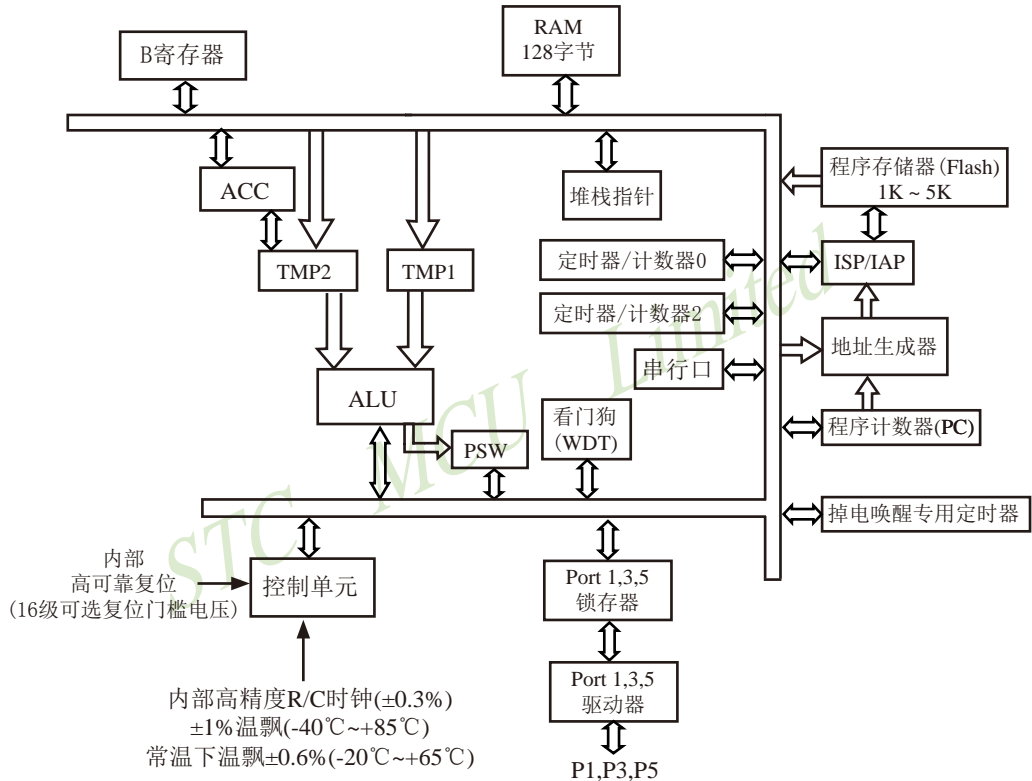 RAM
128字节
B寄存器
ACC
堆栈指针
程序存储器(Flash)
1K ~ 5K
TMP2
TMP1
定时器/计数器0
ISP/IAP
定时器/计数器2
地址生成器
串行口
ALU
看门狗
(WDT)
程序计数器(PC)
PSW
掉电唤醒专用定时器
内部
高可靠复位
(16级可选复位门槛电压)
控制单元
Port 1,3,5
锁存器
内部高精度R/C时钟(±0.3%)
±1%温飘(-40℃~+85℃)
常温下温飘±0.6%(-20℃~+65℃)
Port 1,3,5
驱动器
P1,P3,P5
STC MCU Limited